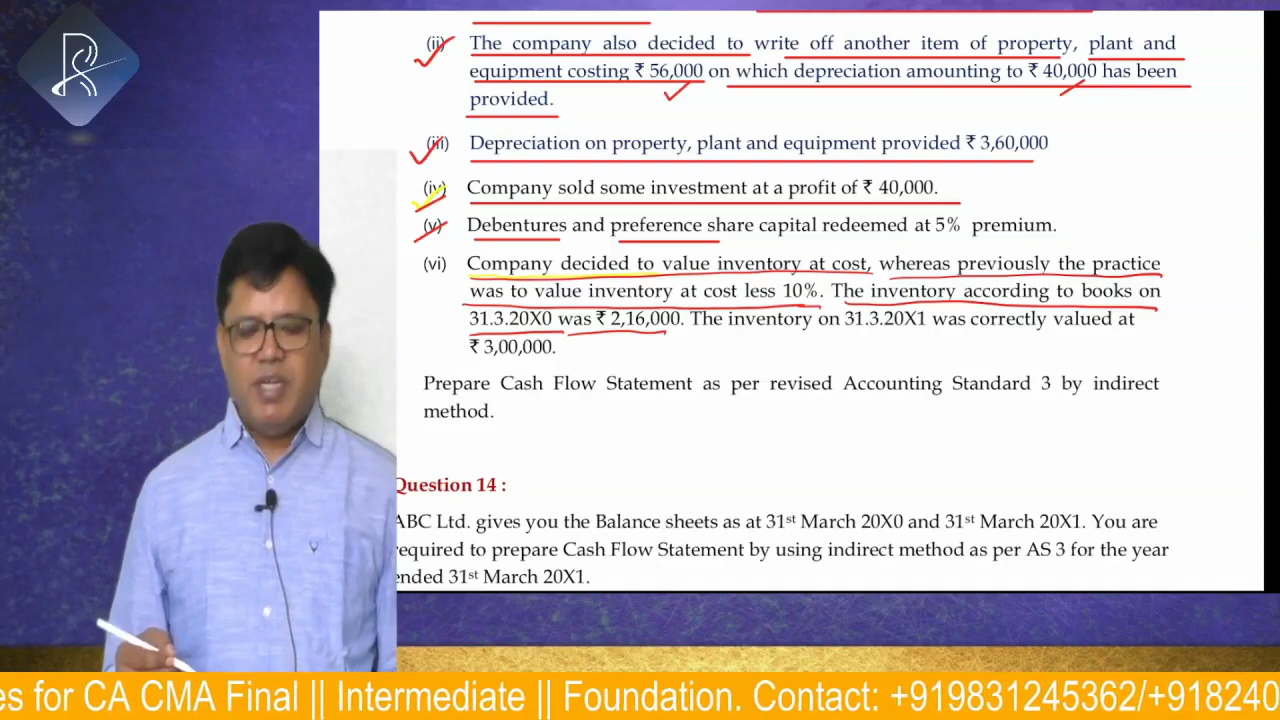 (ii) The company also decided to write off another item of property, plant and
equipment costing ₹ 56,000 on which depreciation amounting to ₹ 40,000 has been
provided.
(iii) Depreciation on property, plant and equipment provided ₹ 3,60,000
(iv) Company sold some investment at a profit of ₹ 40,000.
(v) Debentures and preference share capital redeemed at 5% premium.
(vi) Company decided to value inventory at cost, whereas previously the practice
was to value inventory at cost less 10%. The inventory according to books on
31.3.20X0 was ₹ 2,16,000. The inventory on 31.3.20X1 was correctly valued at
₹ 3,00,000.
Prepare Cash Flow Statement as per revised Accounting Standard 3 by indirect
method.
Question 14 :
ABC Ltd. gives you the Balance sheets as at 31st March 20X0 and 31st March 20X1. You are
required to prepare Cash Flow Statement by using indirect method as per AS 3 for the year
ended 31st March 20X1.
es for CA CMA Final || Intermediate || Foundation. Contact: +919831245362/+918240